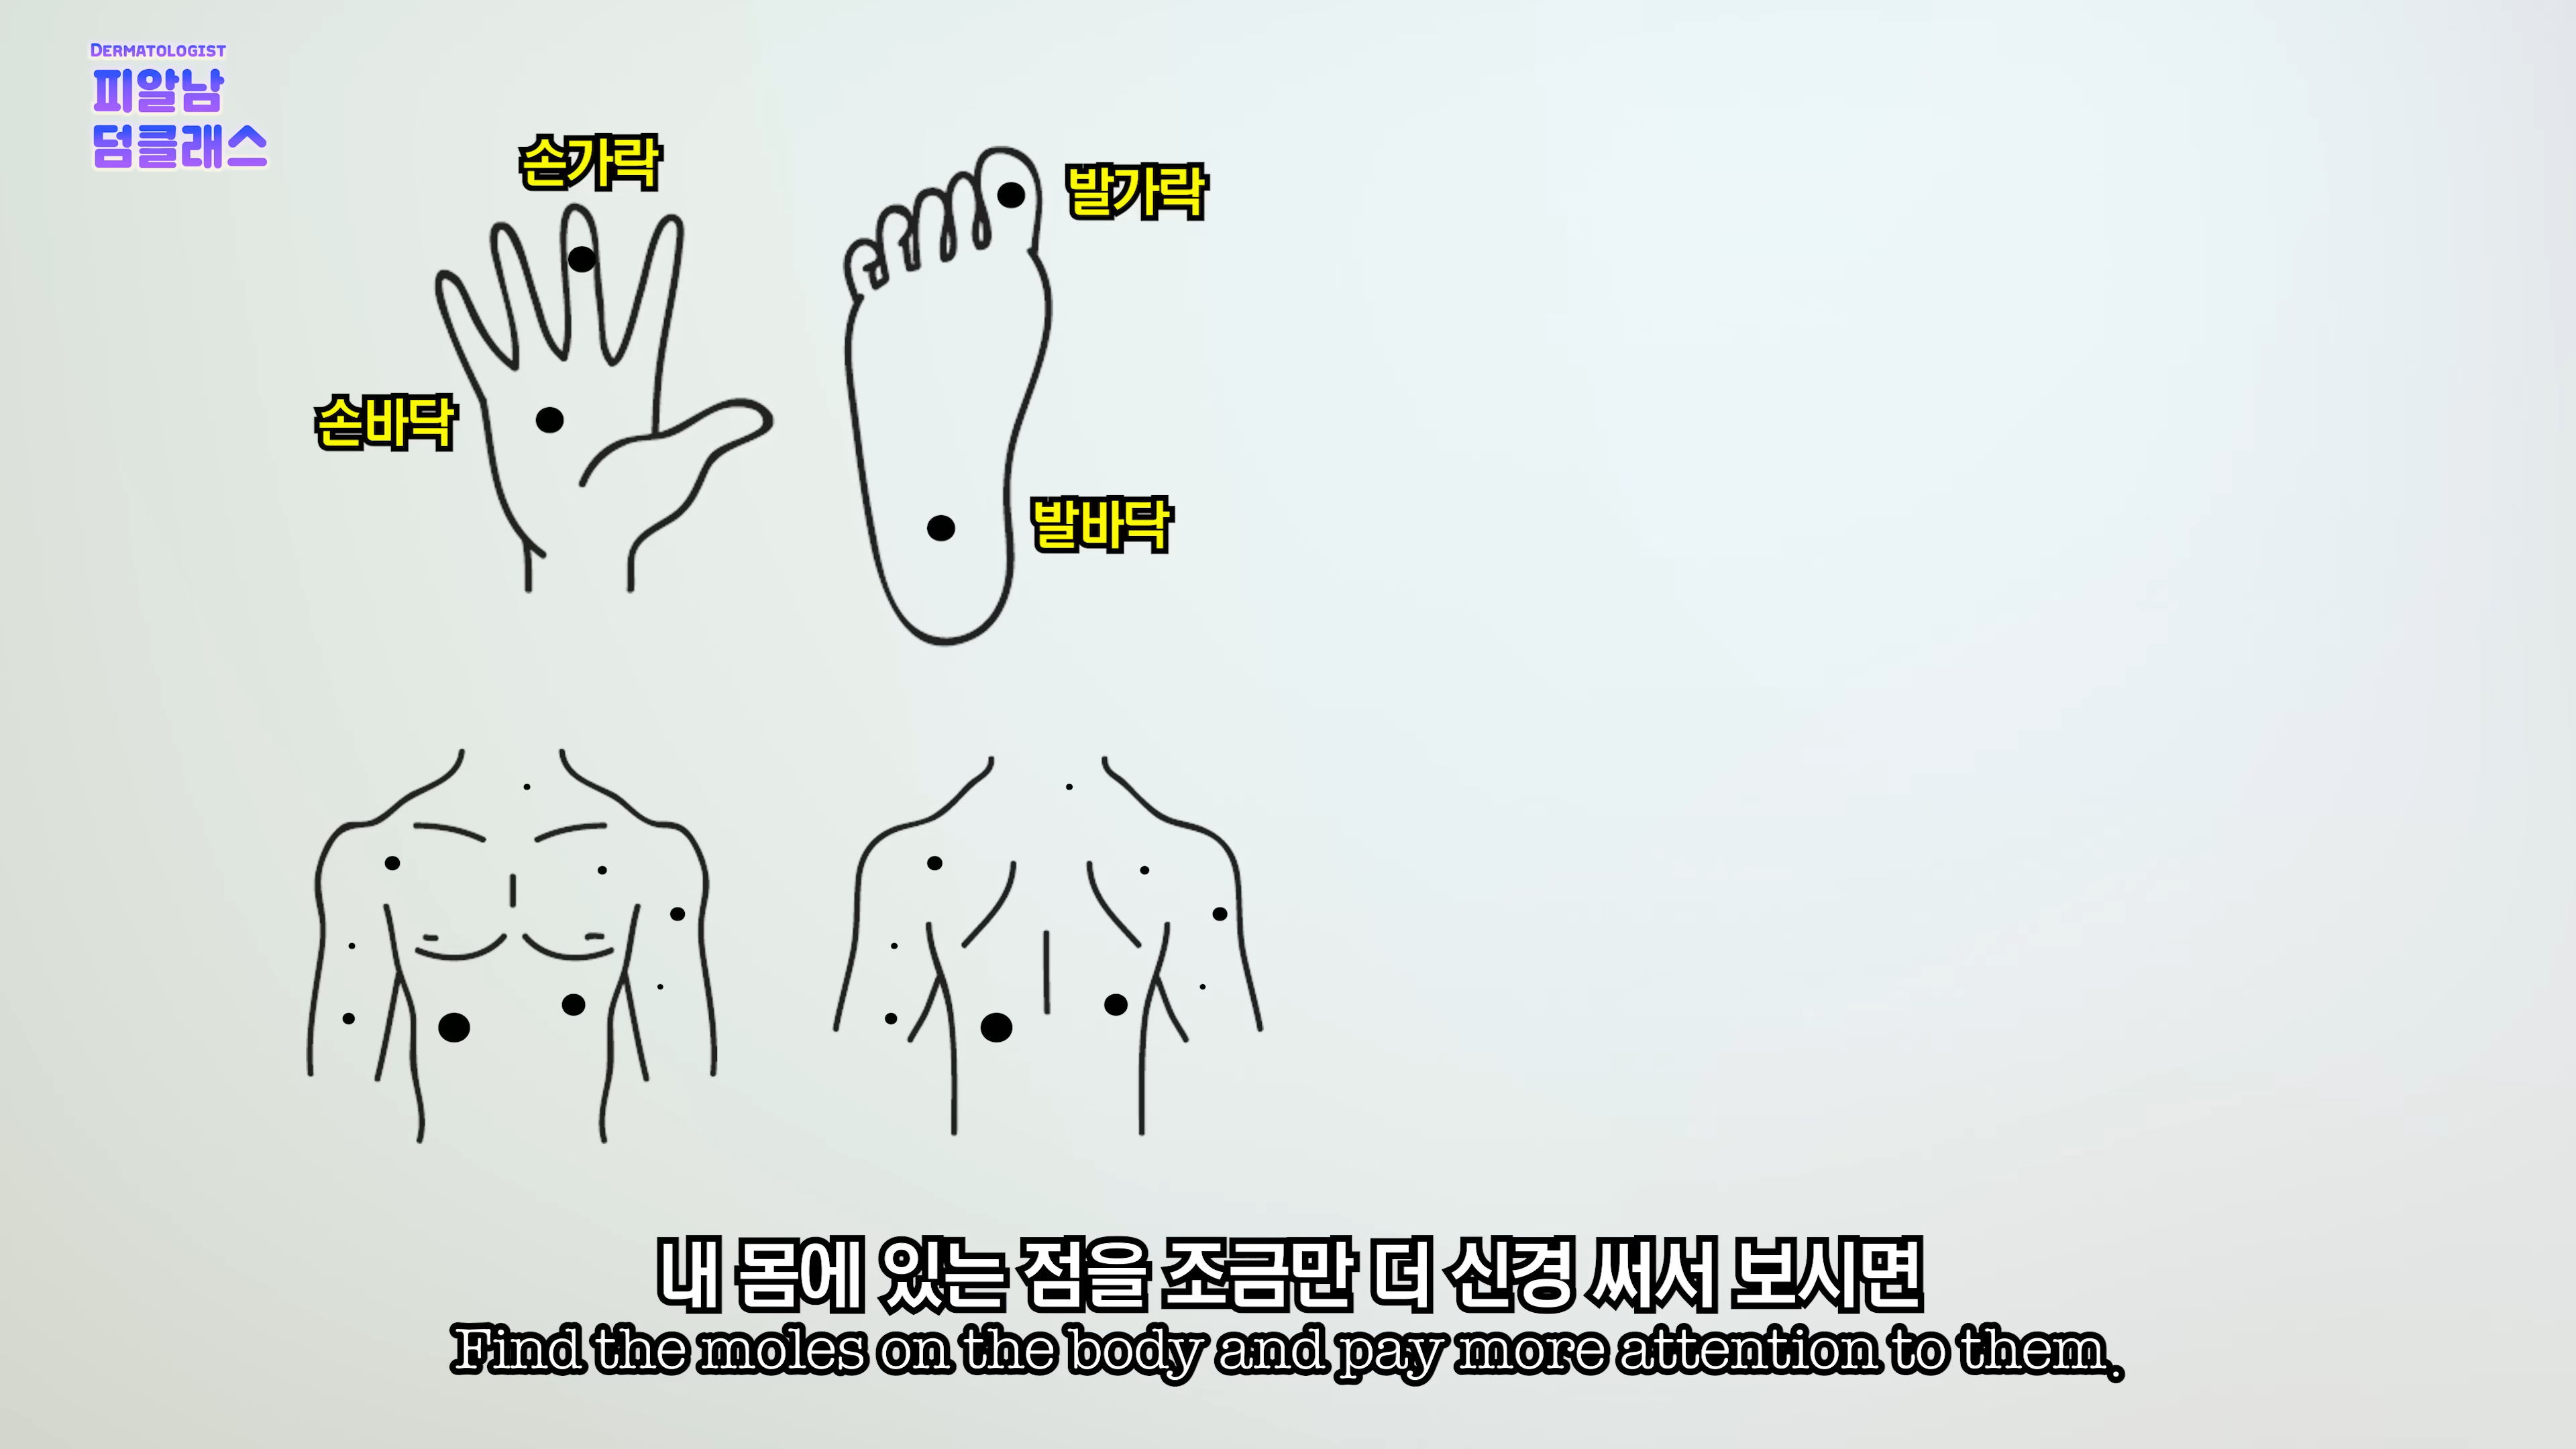 DERMATOLOGIST
피알남
덤클래스
손가락
발가락
손바닥
발바닥
내 몸에 있는 점을 조금만 더 신경 써서 보시면
Find the moles on the body and pay more attention to them.